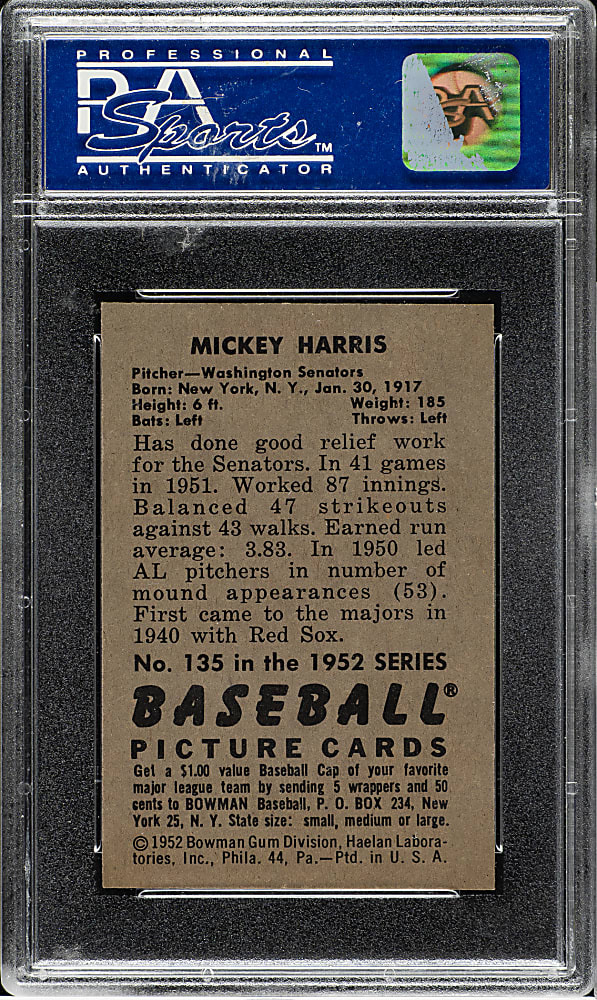 PROFESSIONAL
PSA
Sports™
AUTHENTICATOR
MICKEY HARRIS
Pitcher—Washington Senators
Born: New York, N. Y., Jan. 30, 1917
Height: 6 ft. Weight: 185
Bats: Left Throws: Left
Has done good relief work
for the Senators. In 41 games
in 1951. Worked 87 innings.
Balanced 47 strikeouts
against 43 walks. Earned run
average: 3.83. In 1950 led
AL pitchers in number of
mound appearances (53).
First came to the majors in
1940 with Red Sox.
No. 135 in the 1952 SERIES
BASEBALL®
PICTURE CARDS
Get a $1.00 value Baseball Cap of your favorite
major league team by sending 5 wrappers and 50
cents to BOWMAN Baseball, P. O. BOX 234, New
York 25, N. Y. State size: small, medium or large.
© 1952 Bowman Gum Division, Haelan Labora-
tories, Inc., Phila. 44, Pa.—Ptd. in U. S. A.